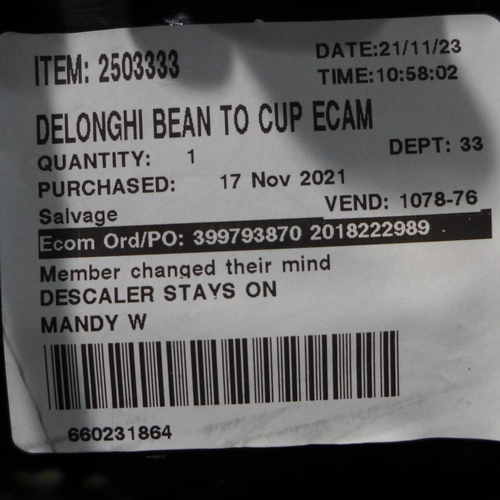 DATE:21/11/23
ITEM: 2503333
TIME:10:58:02
DELONGHI BEAN TO CUP ECAM
QUANTITY: 1
DEPT: 33
PURCHASED: 17 Nov 2021
Salvage
VEND: 1078-76
Ecom Ord/PO: 399793870 2018222989
Member changed their mind
DESCALER STAYS ON
MANDY W
660231864